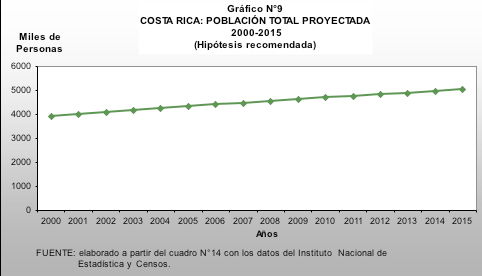 Gráfico N°9
COSTA RICA: POBLACIÓN TOTAL PROYECTADA
2000-2015
(Hipótesis recomendada)
Miles de
Personas
6000
5000
4000
3000
2000
1000
0
2000 2001 2002 2003 2004 2005 2006 2007 2008 2009 2010 2011 2012 2013 2014 2015
Años
FUENTE: elaborado a partir del cuadro N°14 con los datos del Instituto Nacional de
Estadística y Censos.